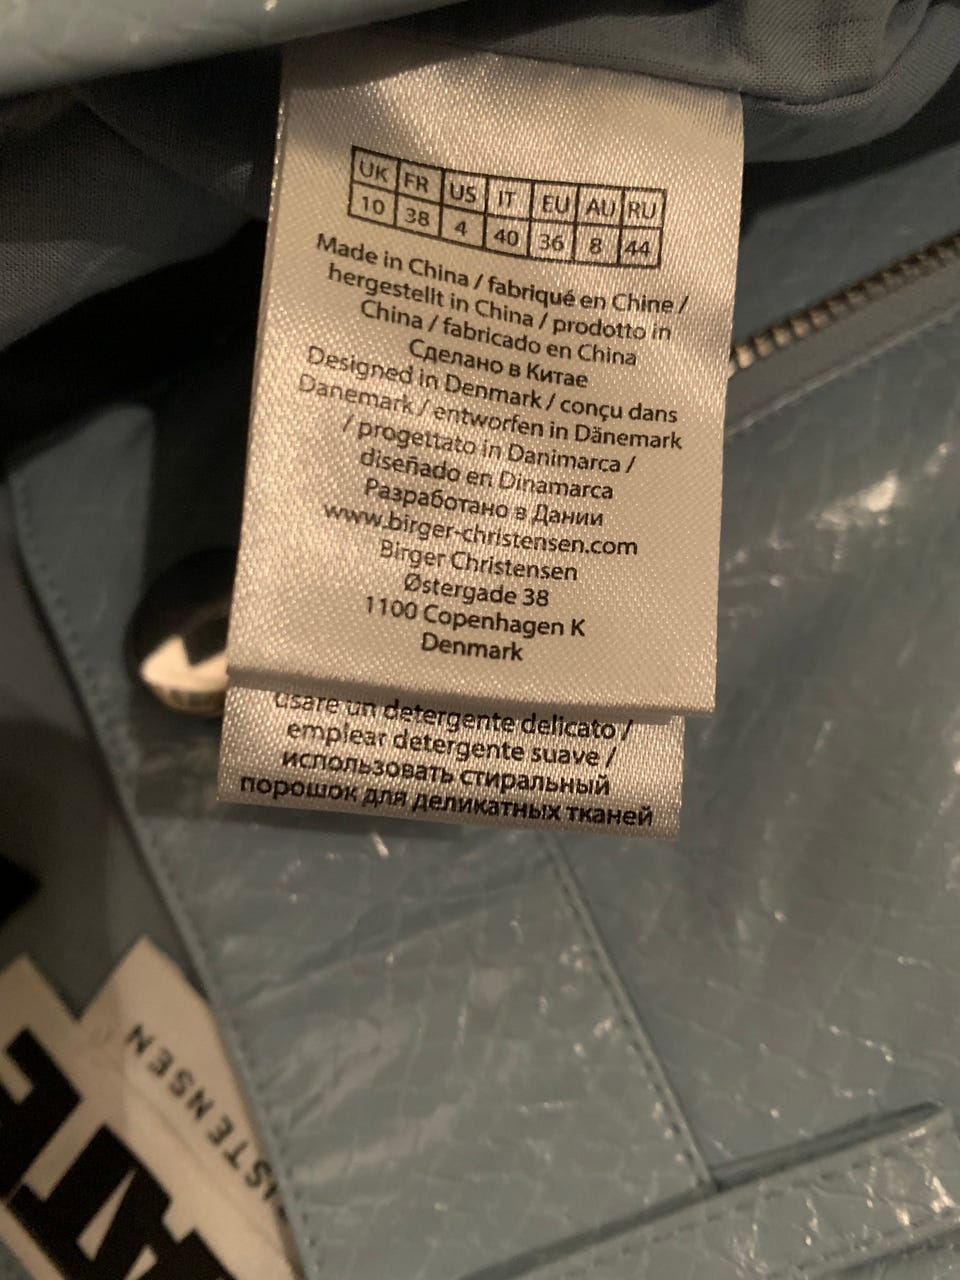 UK FR US IT EU AU RU
10 38 4 40 36 8 44
Made in China / fabriqué en Chine /
hergestellt in China / prodotto in
China / fabricado en China
Сделано в Китае
Designed in Denmark / conçu dans
Danemark / entworfen in Dänemark
/ progettato in Danimarca /
diseñado en Dinamarca
Разработано в Дании
www.birger-christensen.com
Birger Christensen
Østergade 38
1100 Copenhagen K
Denmark
usare un detergente delicato /
emplear detergente suave /
использовать стиральный
порошок для деликатных тканей